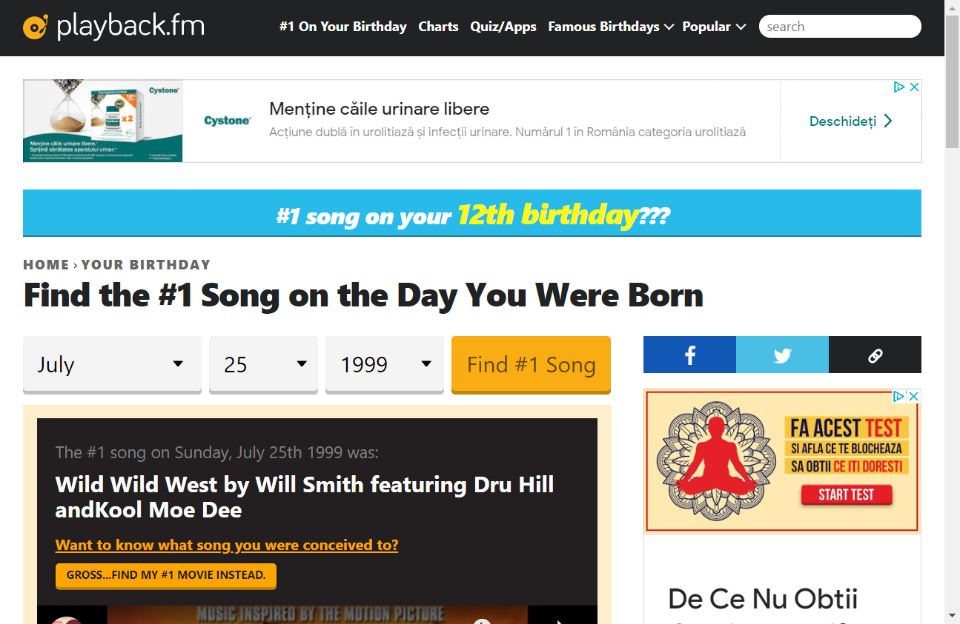 playback.fm
#1 On Your Birthday Charts Quiz/Apps Famous Birthdays Popular search
Cystone
x2
Menține căile urinare libere.
Cystone
Menține căile urinare libere
Acțiune dublă în urolitiază și infecții urinare. Numărul 1 în România categoria urolitiază
Deschideți
#1 song on your 12th birthday???
HOME › YOUR BIRTHDAY
Find the #1 Song on the Day You Were Born
July 25 1999 Find #1 Song
The #1 song on Sunday, July 25th 1999 was:
Wild Wild West by Will Smith featuring Dru Hill
andKool Moe Dee
Want to know what song you were conceived to?
GROSS...FIND MY #1 MOVIE INSTEAD.
MUSIC INSPIRED BY THE MOTION PICTURE
FA ACEST TEST
SI AFLA CE TE BLOCHEAZA
SA OBTII CE ITI DORESTI
START TEST
De Ce Nu Obtii